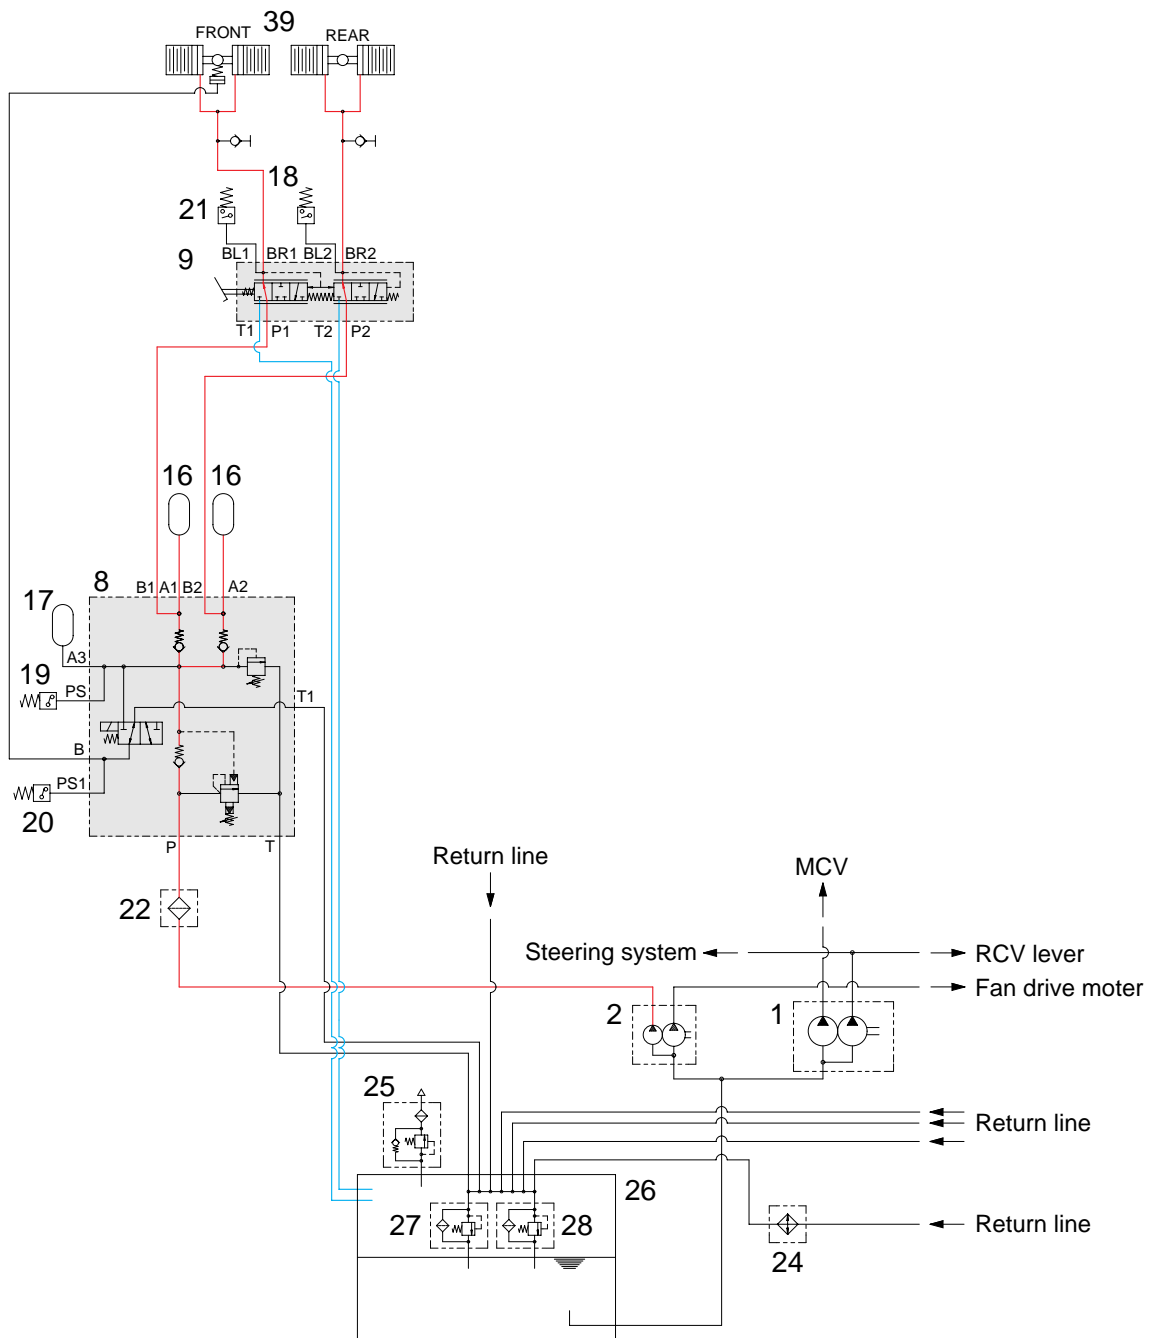 FRONT 39 REAR
18
21
BL1 BR1 BL2 BR2
9
T1 P1 T2 P2
16 16
8 B1 A1 B2 A2
17
A3
19 PS
T1
B
PS1
20
P T
Return line
MCV
22
Steering system RCV lever
Fan drive moter
2 1
25
Return line
26
27 28
Return line
24